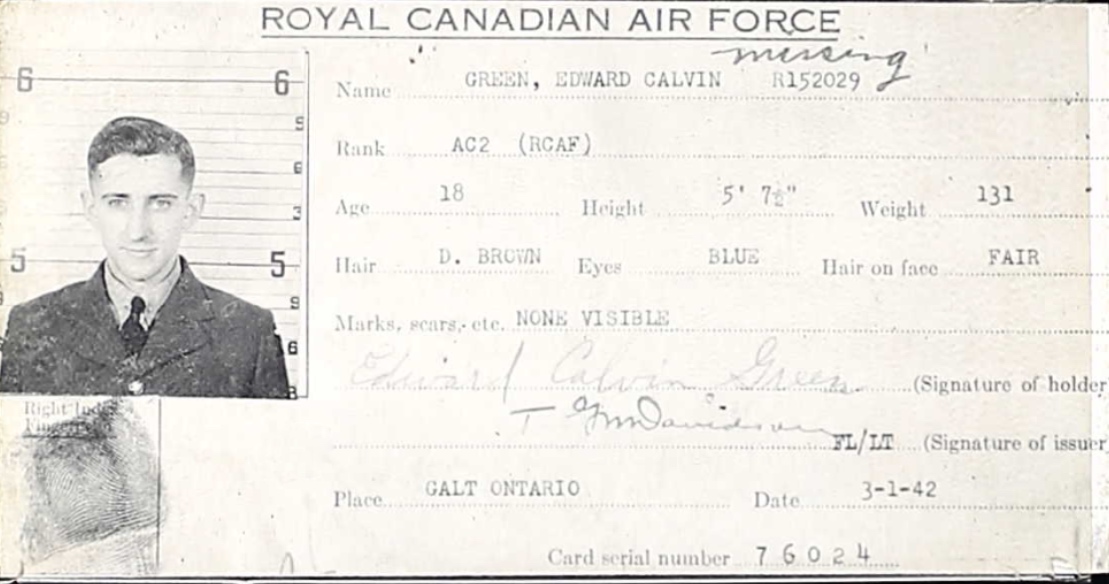 ROYAL CANADIAN AIR FORCE
missing
Name GREEN, EDWARD CALVIN R152029
Rank AC2 (RCAF)
Age 18 Height 5' 7½" Weight 131
Hair D. BROWN Eyes BLUE Hair on face FAIR
Marks, scars, etc. NONE VISIBLE
Edward Calvin Green (Signature of holder
FL/LT (Signature of issuer
Place GALT ONTARIO Date 3-1-42
Card serial number 76024
6 6
5 5
Right Index
Finger